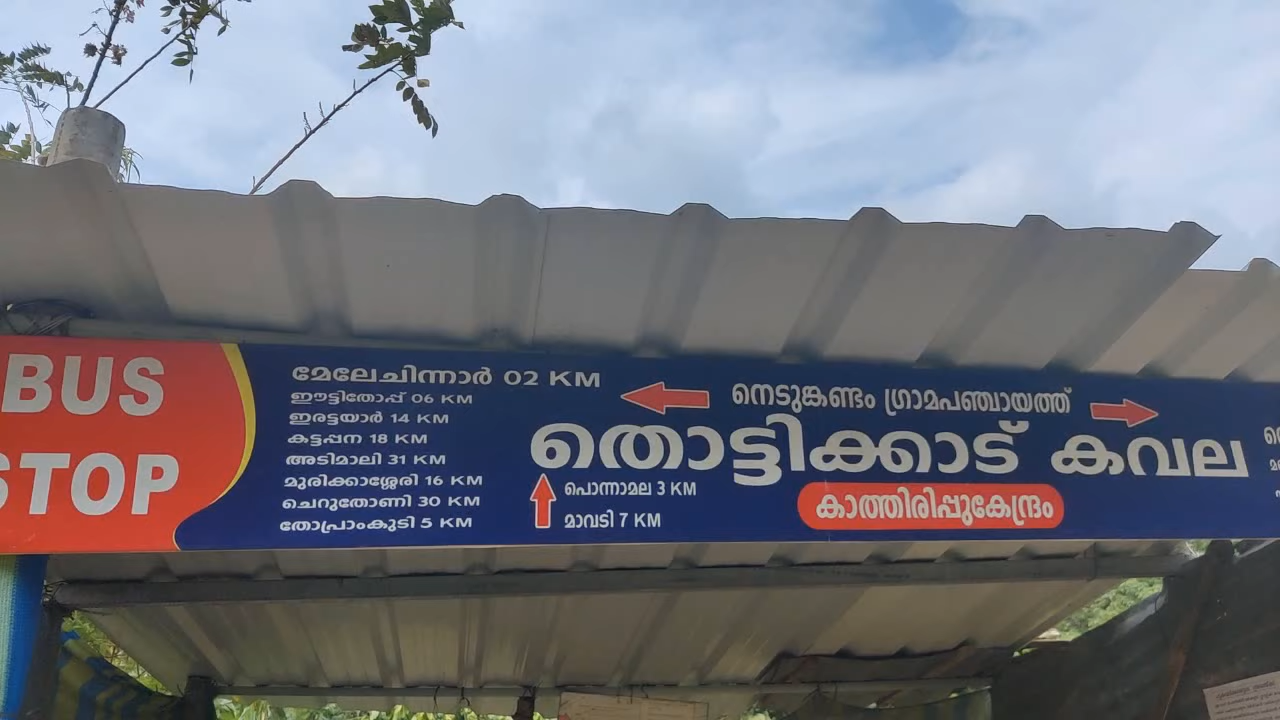 BUS
STOP
മേലേചിന്നാർ 02 KM
ഈട്ടിതോപ്പ് 06 KM
ഇരട്ടയാർ 14 KM
കട്ടപ്പന 18 KM
അടിമാലി 31 KM
മുരിക്കാശ്ശേരി 16 KM
ചെറുതോണി 30 KM
തോപ്രാംകുടി 5 KM
നെടുങ്കണ്ടം ഗ്രാമപഞ്ചായത്ത്
തൊട്ടിക്കാട് കവല
പൊന്നാമല 3 KM
മാവടി 7 KM
കാത്തിരിപ്പുകേന്ദ്രം